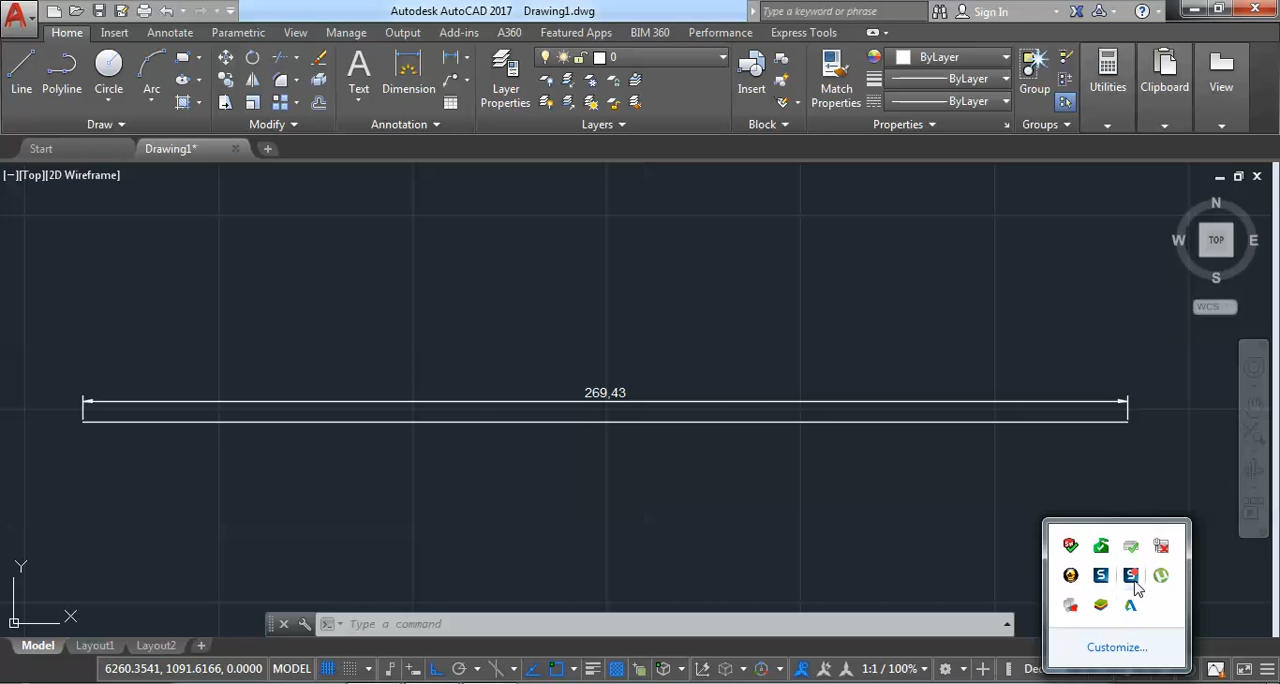 Autodesk AutoCAD 2017 Drawing1.dwg
Type a keyword or phrase
Sign In
Home Insert Annotate Parametric View Manage Output Add-ins A360 Featured Apps BIM 360 Performance Express Tools
Line Polyline Circle Arc
Text Dimension
Layer Properties
0
Insert
Match Properties
ByLayer
ByLayer
ByLayer
Group
Utilities
Clipboard
View
Draw Modify Annotation Layers Block Properties Groups
Start Drawing1*
[−][Top][2D Wireframe]
N
W TOP E
S
WCS
269,43
Y
X
Type a command
Customize...
Model Layout1 Layout2
6260.3541, 1091.6166, 0.0000 MODEL 1:1 / 100%